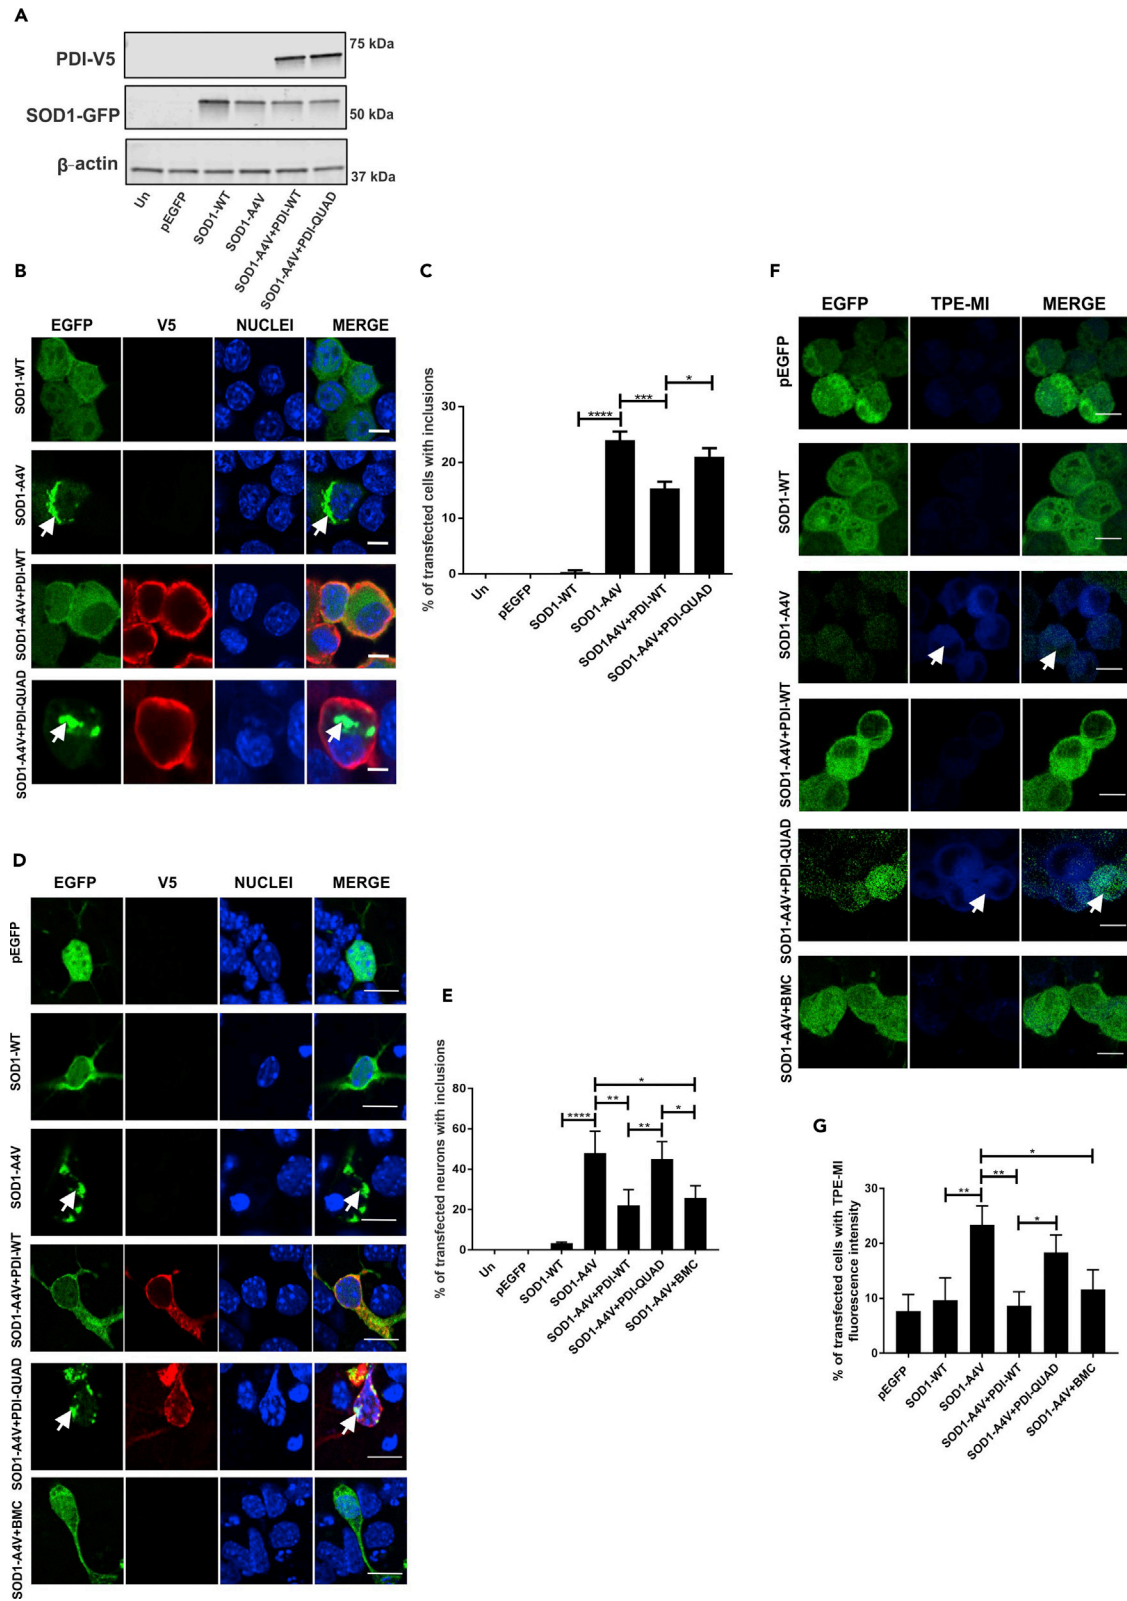 A
PDI-V5
75 kDa
SOD1-GFP
50 kDa
β-actin
37 kDa
Un
pEGFP
SOD1-WT
SOD1-A4V
SOD1-A4V+PDI-WT
SOD1-A4V+PDI-QUAD
B
EGFP V5 NUCLEI MERGE
SOD1-WT
SOD1-A4V
SOD1-A4V+PDI-WT
SOD1-A4V+PDI-QUAD
C
% of transfected cells with inclusions
30
20
10
0
****
***
*
Un
pEGFP
SOD1-WT
SOD1-A4V
SOD1A4V+PDI-WT
SOD1-A4V+PDI-QUAD
D
EGFP V5 NUCLEI MERGE
pEGFP
SOD1-WT
SOD1-A4V
SOD1-A4V+PDI-WT
SOD1-A4V+PDI-QUAD
SOD1-A4V+BMC
E
% of transfected neurons with inclusions
80
60
40
20
0
*
**
*
****
**
Un
pEGFP
SOD1-WT
SOD1-A4V
SOD1-A4V+PDI-WT
SOD1-A4V+PDI-QUAD
SOD1-A4V+BMC
F
EGFP TPE-MI MERGE
pEGFP
SOD1-WT
SOD1-A4V
SOD1-A4V+PDI-WT
SOD1-A4V+PDI-QUAD
SOD1-A4V+BMC
G
% of transfected cells with TPE-MI
fluorescence intensity
30
20
10
0
*
**
**
*
pEGFP
SOD1-WT
SOD1-A4V
SOD1-A4V+PDI-WT
SOD1-A4V+PDI-QUAD
SOD1-A4V+BMC